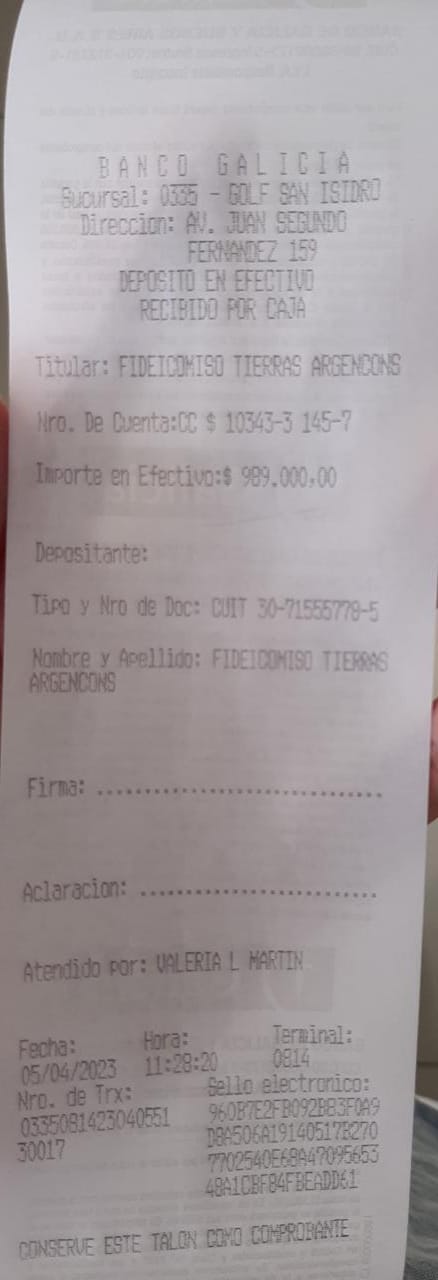 BANCO GALICIA
Sucursal: 0335 - GOLF SAN ISIDRO
Direccion: AV. JUAN SEGUNDO
FERNANDEZ 159
DEPOSITO EN EFECTIVO
RECIBIDO POR CAJA
Titular: FIDEICOMISO TIERRAS ARGENCONS
Nro. De Cuenta:CC $ 10343-3 145-7
Importe en Efectivo:$ 989.000,00
Depositante:
Tipo y Nro de Doc: CUIT 30-71555778-5
Nombre y Apellido: FIDEICOMISO TIERRAS
ARGENCONS
Firma: ..............................
Aclaracion: ..........................
Atendido por: VALERIA L MARTIN
Fecha: Hora: Terminal:
05/04/2023 11:28:20 0814
Nro. de Trx: Sello electronico:
0335081423040551 960B7E2FB092B83F0A9
30017 D8A506A19140517B270
7702540E68A47095653
48A1CBF84FBEADD61
CONSERVE ESTE TALON COMO COMPROBANTE